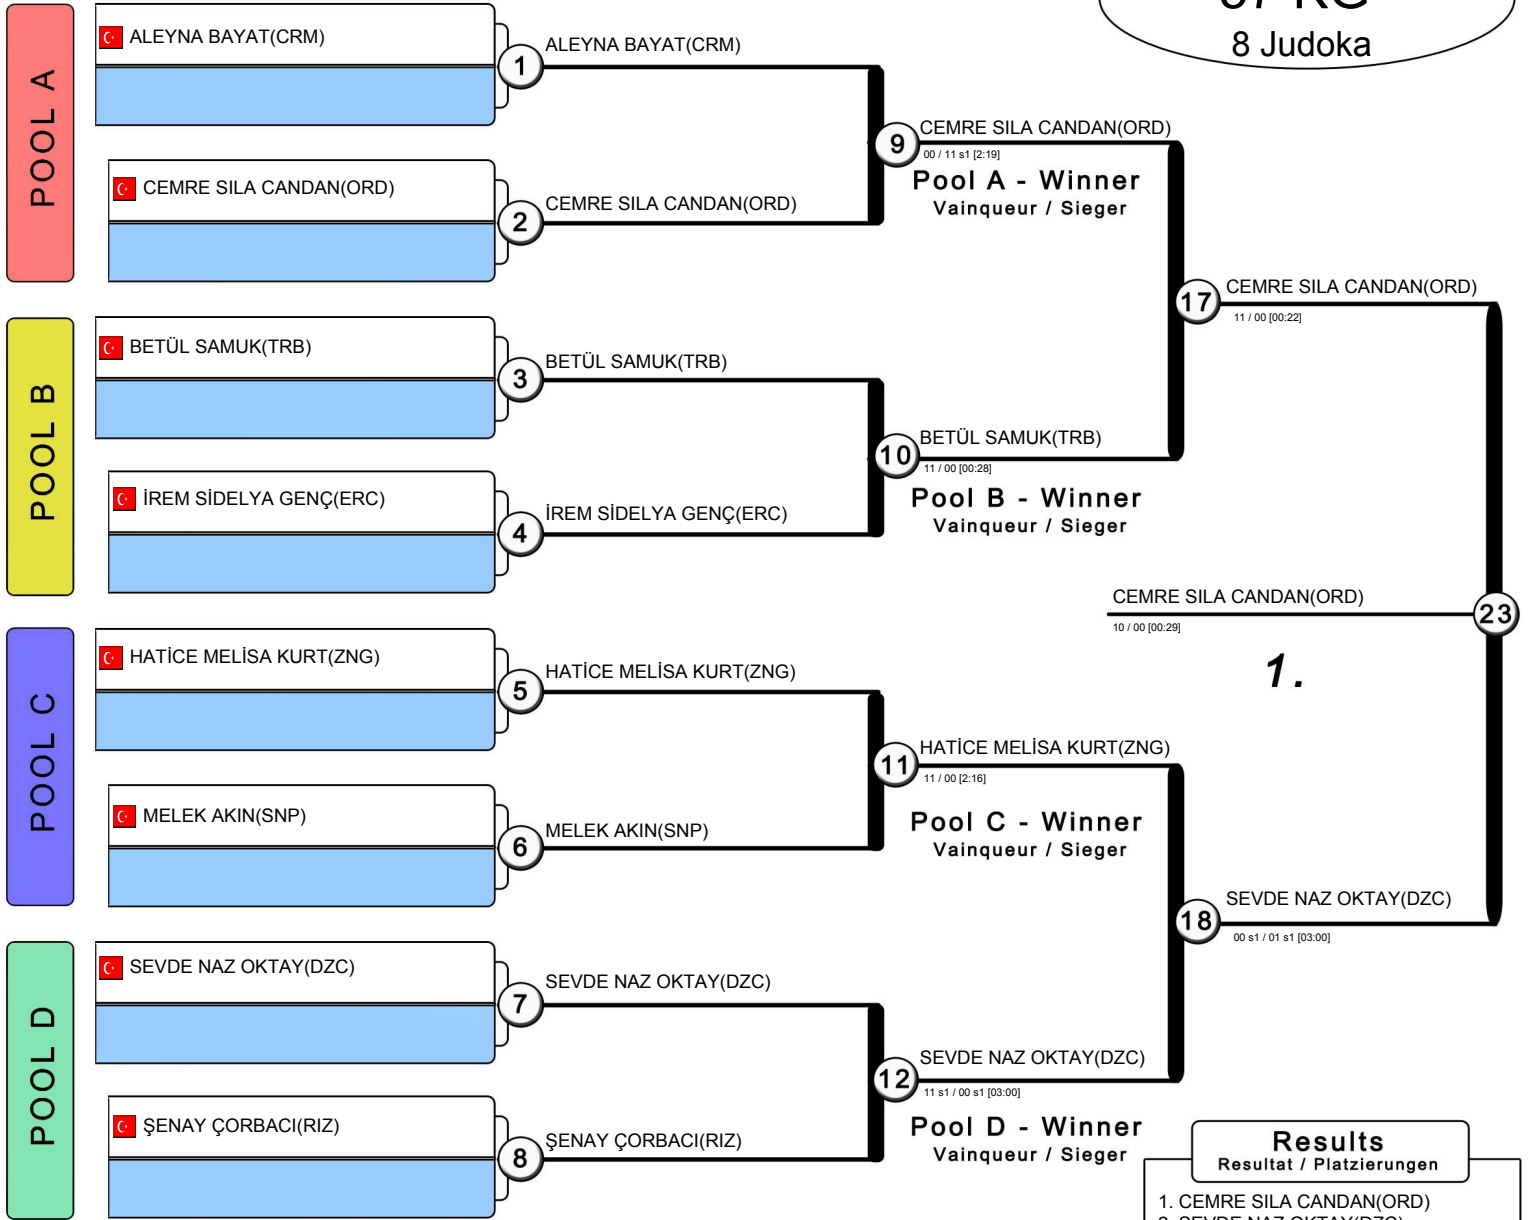 KG
8 Judoka
POOL A
ALEYNA BAYAT(CRM)
1
ALEYNA BAYAT(CRM)
CEMRE SILA CANDAN(ORD)
2
CEMRE SILA CANDAN(ORD)
9
CEMRE SILA CANDAN(ORD)
00 / 11 s1 [2:19]
Pool A - Winner
Vainqueur / Sieger
POOL B
BETÜL SAMUK(TRB)
3
BETÜL SAMUK(TRB)
İREM SİDELYA GENÇ(ERC)
4
İREM SİDELYA GENÇ(ERC)
10
BETÜL SAMUK(TRB)
11 / 00 [00:28]
Pool B - Winner
Vainqueur / Sieger
17
CEMRE SILA CANDAN(ORD)
11 / 00 [00:22]
CEMRE SILA CANDAN(ORD)
10 / 00 [00:29]
23
1.
POOL C
HATİCE MELİSA KURT(ZNG)
5
HATİCE MELİSA KURT(ZNG)
MELEK AKIN(SNP)
6
MELEK AKIN(SNP)
11
HATİCE MELİSA KURT(ZNG)
11 / 00 [2:16]
Pool C - Winner
Vainqueur / Sieger
18
SEVDE NAZ OKTAY(DZC)
00 s1 / 01 s1 [03:00]
POOL D
SEVDE NAZ OKTAY(DZC)
7
SEVDE NAZ OKTAY(DZC)
ŞENAY ÇORBACI(RIZ)
8
ŞENAY ÇORBACI(RIZ)
12
SEVDE NAZ OKTAY(DZC)
11 s1 / 00 s1 [03:00]
Pool D - Winner
Vainqueur / Sieger
Results
Resultat / Platzierungen
1. CEMRE SILA CANDAN(ORD)
2. SEVDE NAZ OKTAY(DZC)